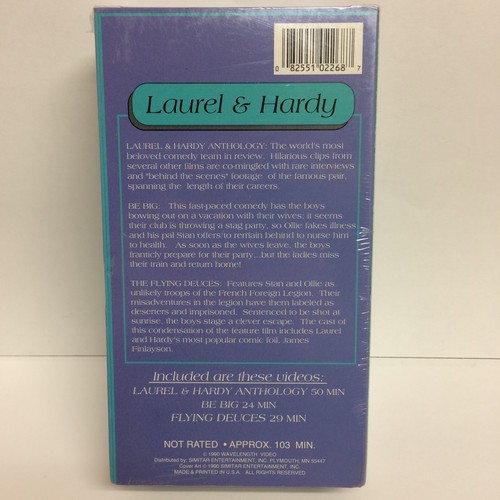 0 82551 02268 7
Laurel & Hardy
LAUREL & HARDY ANTHOLOGY: The world's most
beloved comedy team in review. Hilarious clips from
several other films are co-mingled with rare interviews
and "behind the scenes" footage of the famous pair,
spanning the length of their careers.
BE BIG: This fast-paced comedy has the boys
bowing out on a vacation with their wives; it seems
their club is throwing a stag party, so Ollie fakes illness
and his pal Stan offers to remain behind to nurse him
to health. As soon as the wives leave, the boys
franticly prepare for their party...but the ladies miss
their train and return home!
THE FLYING DEUCES: Features Stan and Ollie as
unlikely troops of the French Foreign Legion. Their
misadventures in the legion have them labeled as
deserters and imprisoned. Sentenced to be shot at
sunrise, the boys stage a clever escape. The cast of
this condensation of the feature film includes Laurel
and Hardy's most popular comic foil, James
Finlayson.
Included are these videos:
LAUREL & HARDY ANTHOLOGY 50 MIN
BE BIG 24 MIN
FLYING DEUCES 29 MIN
NOT RATED • APPROX. 103 MIN.
© 1990 WAVELENGTH VIDEO
Distributed by: SIMITAR ENTERTAINMENT, INC. PLYMOUTH, MN 55447
Cover Art © 1990 SIMITAR ENTERTAINMENT, INC.
MADE & PRINTED IN U.S.A. ALL RIGHTS RESERVED